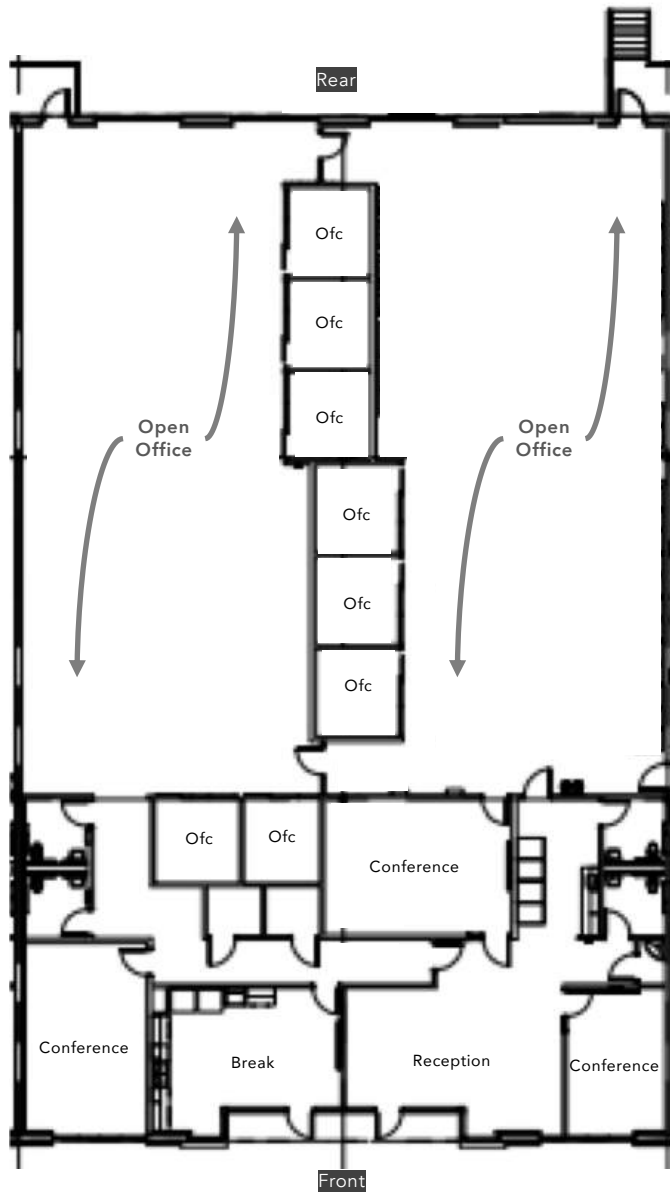 Rear
Ofc
Ofc
Ofc
Open
Office
Open
Office
Ofc
Ofc
Ofc
Ofc
Ofc
Conference
Conference
Break
Reception
Conference
Front